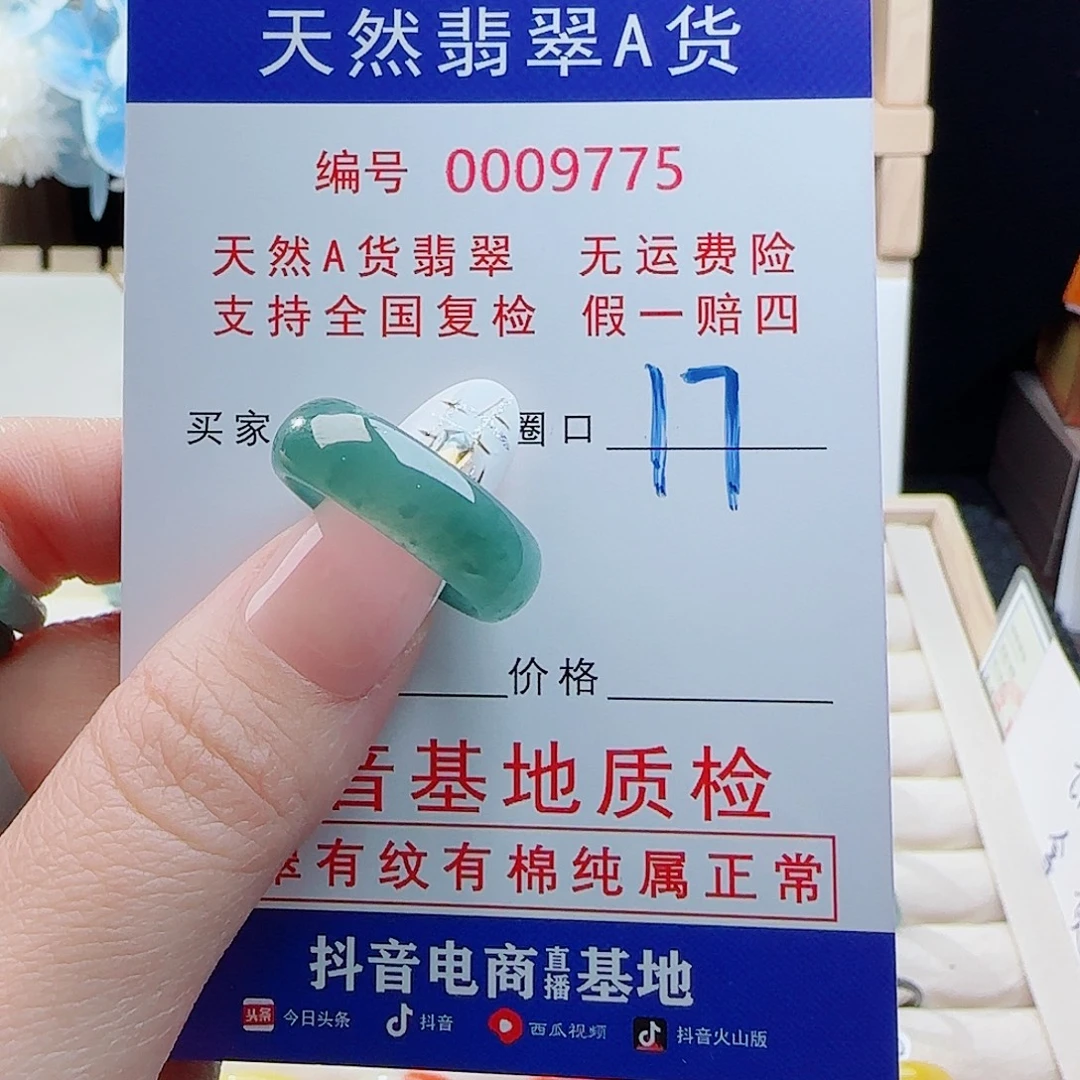 天然翡翠A货
编号 0009775
天然A货翡翠 无运费险
支持全国复检 假一赔四
买家 圈口 17
价格
音基地质检
有纹有棉纯属正常
抖音电商直播基地
头条 今日头条 抖音 西瓜视频 抖音火山版